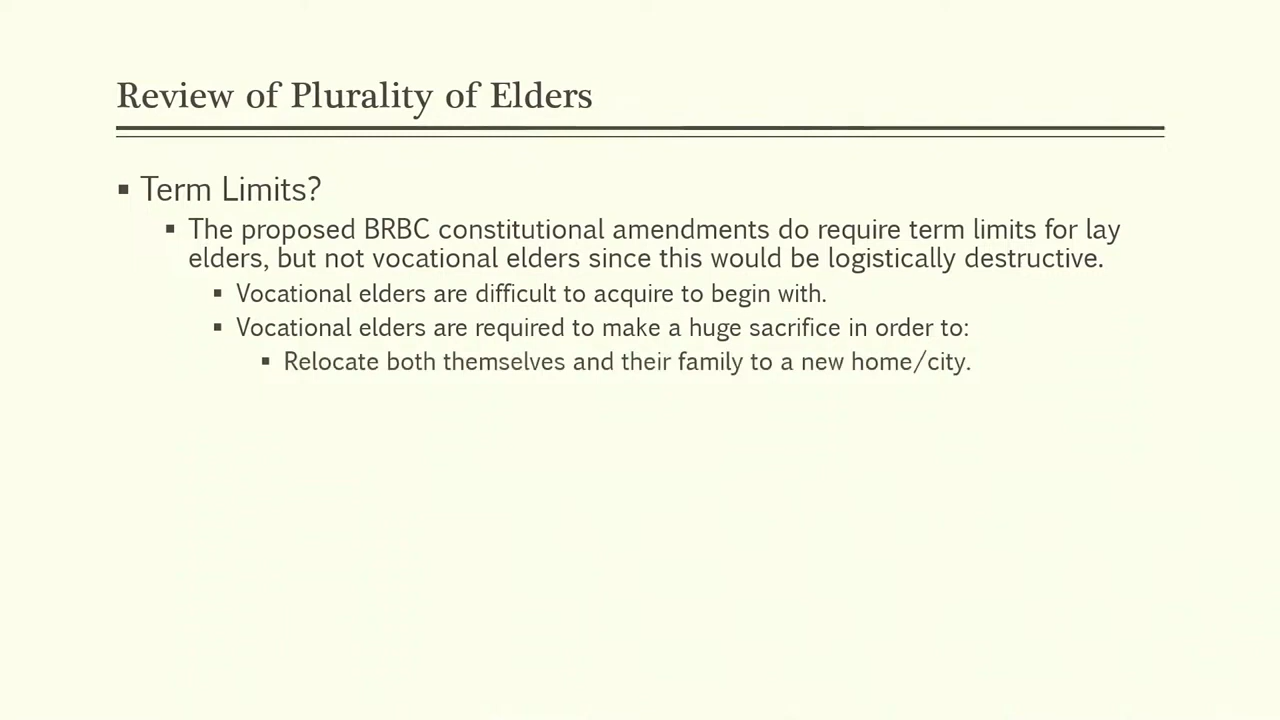 Review of Plurality of Elders
▪ Term Limits?
▪ The proposed BRBC constitutional amendments do require term limits for lay
elders, but not vocational elders since this would be logistically destructive.
▪ Vocational elders are difficult to acquire to begin with.
▪ Vocational elders are required to make a huge sacrifice in order to:
▪ Relocate both themselves and their family to a new home/city.